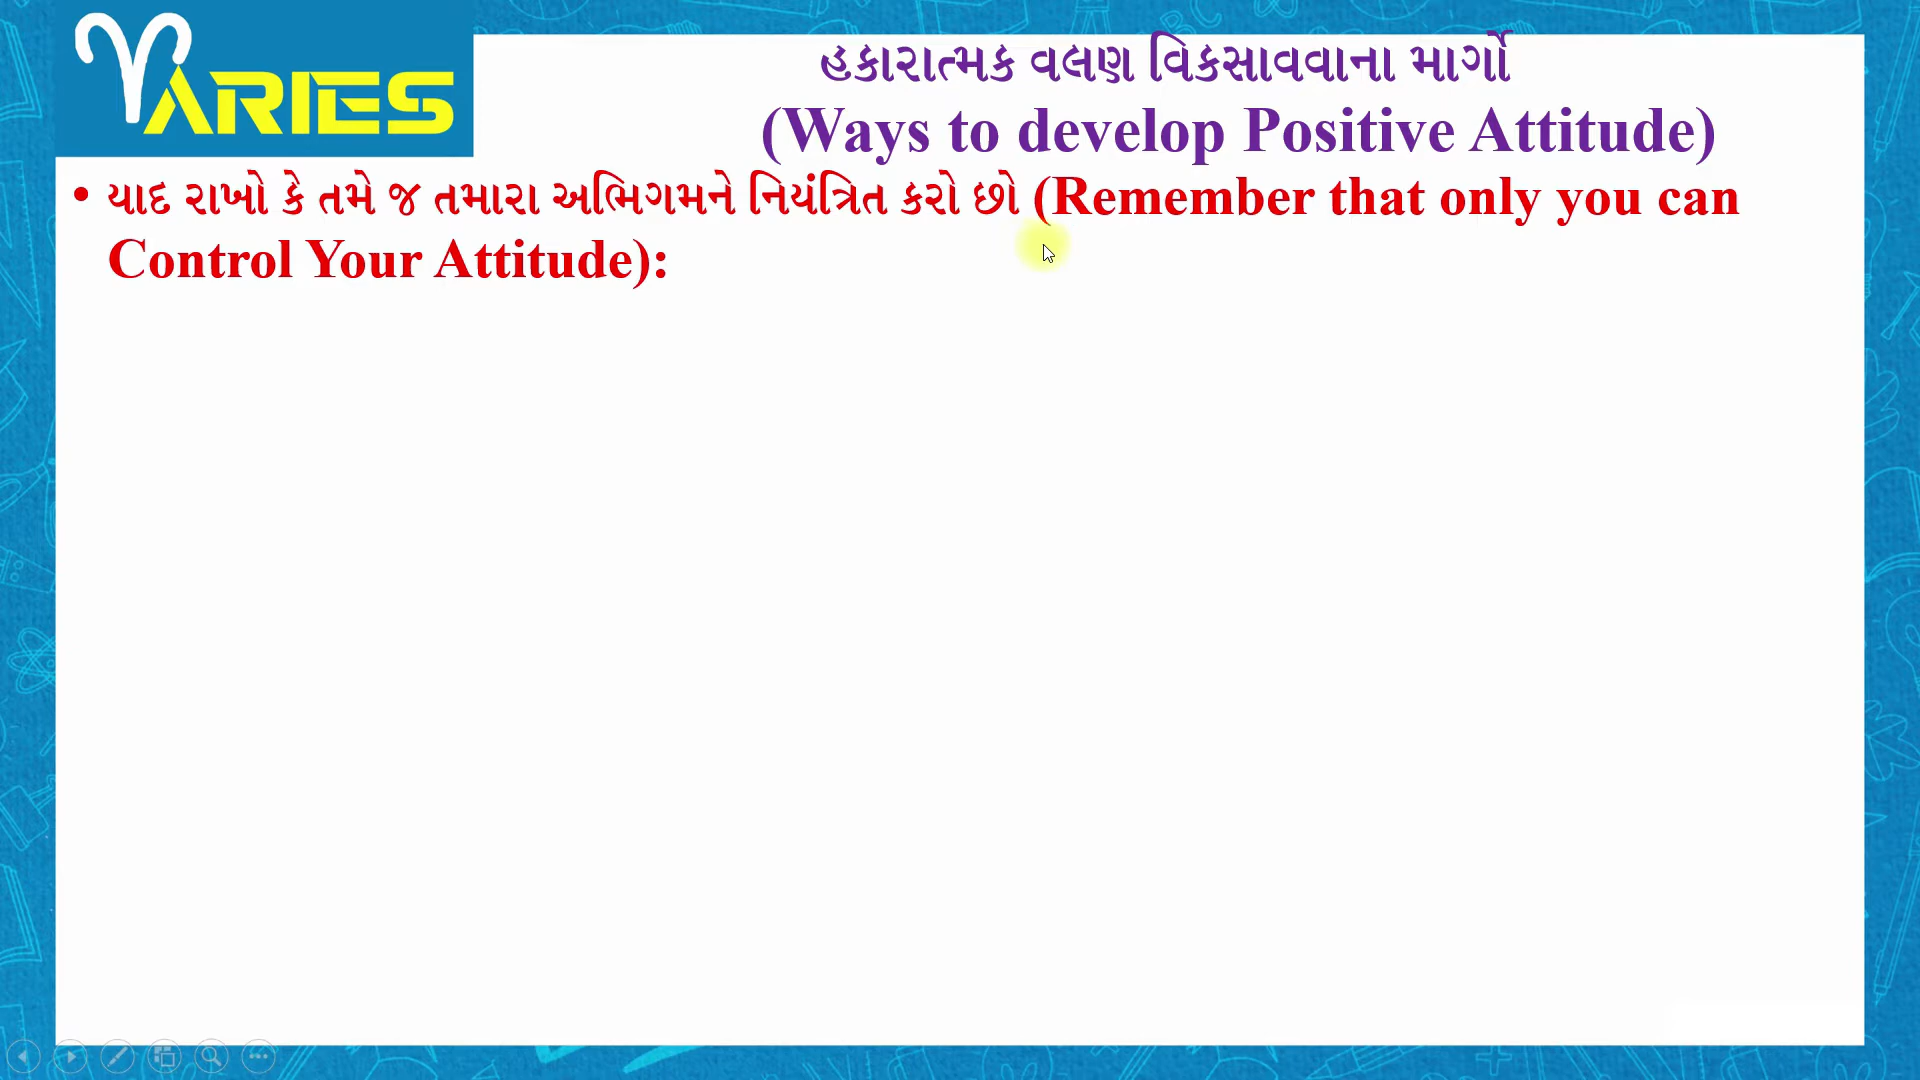 ARIES
હકારાત્મક વલણ વિકસાવવાના માર્ગો
(Ways to develop Positive Attitude)
• યાદ રાખો કે તમે જ તમારા અભિગમને નિયંત્રિત કરો છો (Remember that only you can
Control Your Attitude):